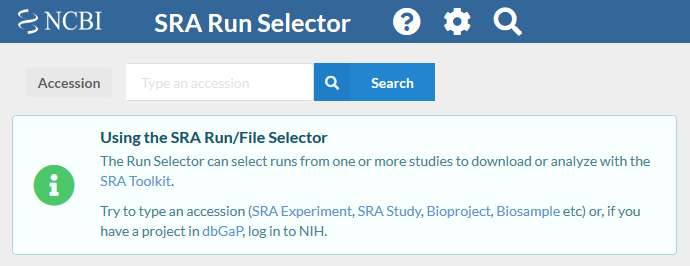 NCBI SRA Run Selector
Accession Type an accession Search
Using the SRA Run/File Selector
The Run Selector can select runs from one or more studies to download or analyze with the
SRA Toolkit.
Try to type an accession (SRA Experiment, SRA Study, Bioproject, Biosample etc) or, if you
have a project in dbGaP, log in to NIH.